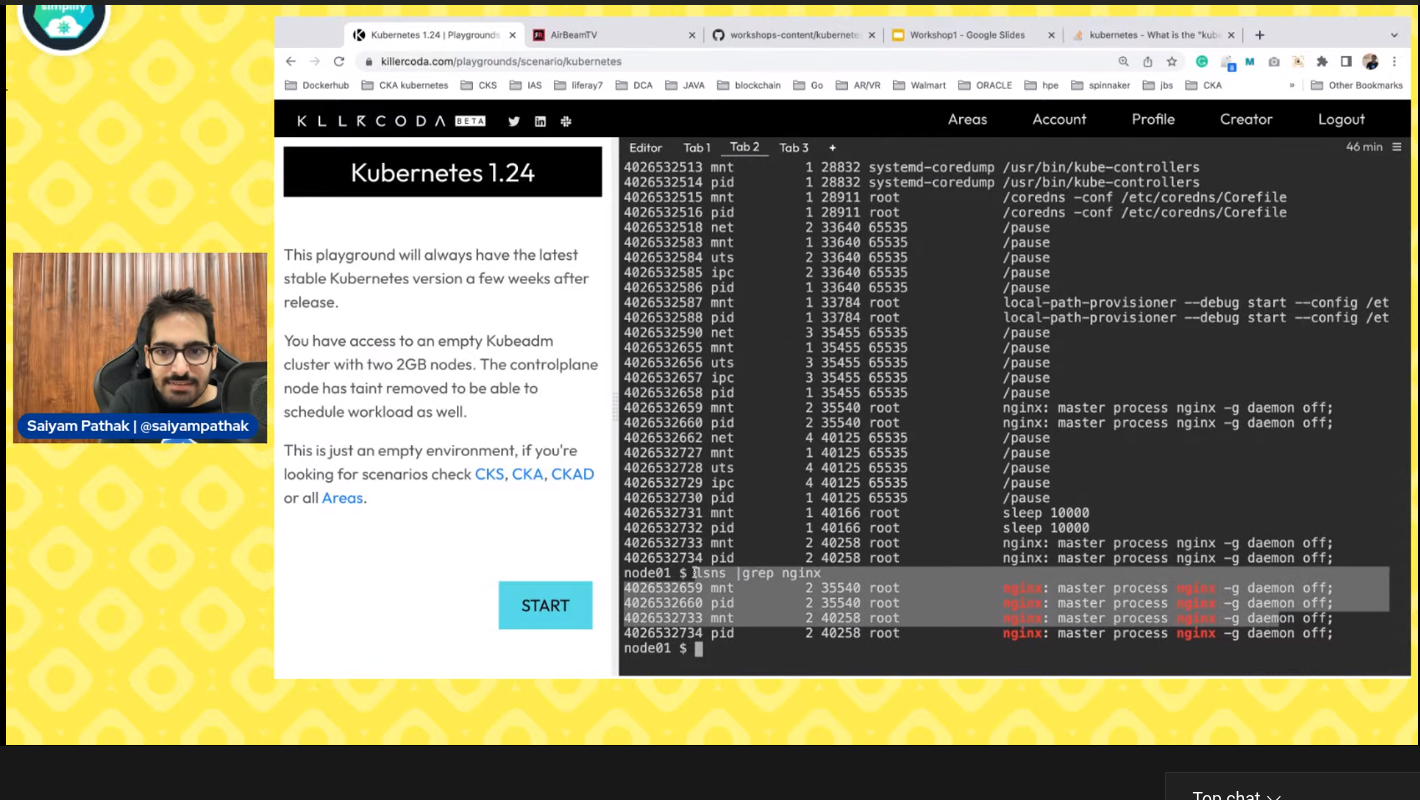 simplify
Kubernetes 1.24 | Playgrounds
AirBeamTV
workshops-content/kubernete
Workshop1 - Google Slides
kubernetes - What is the "kub
killercoda.com/playgrounds/scenario/kubernetes
Dockerhub
CKA kubernetes
CKS
IAS
liferay7
DCA
JAVA
blockchain
Go
AR/VR
Walmart
ORACLE
hpe
spinnaker
jbs
CKA
»
Other Bookmarks
KLLRCODA BETA
Areas
Account
Profile
Creator
Logout
Kubernetes 1.24
This playground will always have the latest
stable Kubernetes version a few weeks after
release.
You have access to an empty Kubeadm
cluster with two 2GB nodes. The controlplane
node has taint removed to be able to
schedule workload as well.
This is just an empty environment, if you're
looking for scenarios check CKS, CKA, CKAD
or all Areas.
START
Saiyam Pathak | @saiyampathak
Editor Tab 1 Tab 2 Tab 3 +
46 min
4026532513 mnt 1 28832 systemd-coredump /usr/bin/kube-controllers
4026532514 pid 1 28832 systemd-coredump /usr/bin/kube-controllers
4026532515 mnt 1 28911 root /coredns -conf /etc/coredns/Corefile
4026532516 pid 1 28911 root /coredns -conf /etc/coredns/Corefile
4026532518 net 2 33640 65535 /pause
4026532583 mnt 1 33640 65535 /pause
4026532584 uts 2 33640 65535 /pause
4026532585 ipc 2 33640 65535 /pause
4026532586 pid 1 33640 65535 /pause
4026532587 mnt 1 33784 root local-path-provisioner --debug start --config /et
4026532588 pid 1 33784 root local-path-provisioner --debug start --config /et
4026532590 net 3 35455 65535 /pause
4026532655 mnt 1 35455 65535 /pause
4026532656 uts 3 35455 65535 /pause
4026532657 ipc 3 35455 65535 /pause
4026532658 pid 1 35455 65535 /pause
4026532659 mnt 2 35540 root nginx: master process nginx -g daemon off;
4026532660 pid 2 35540 root nginx: master process nginx -g daemon off;
4026532662 net 4 40125 65535 /pause
4026532727 mnt 1 40125 65535 /pause
4026532728 uts 4 40125 65535 /pause
4026532729 ipc 4 40125 65535 /pause
4026532730 pid 1 40125 65535 /pause
4026532731 mnt 1 40166 root sleep 10000
4026532732 pid 1 40166 root sleep 10000
4026532733 mnt 2 40258 root nginx: master process nginx -g daemon off;
4026532734 pid 2 40258 root nginx: master process nginx -g daemon off;
node01 $ lsns |grep nginx
4026532659 mnt 2 35540 root nginx: master process nginx -g daemon off;
4026532660 pid 2 35540 root nginx: master process nginx -g daemon off;
4026532733 mnt 2 40258 root nginx: master process nginx -g daemon off;
4026532734 pid 2 40258 root nginx: master process nginx -g daemon off;
node01 $
Top chat